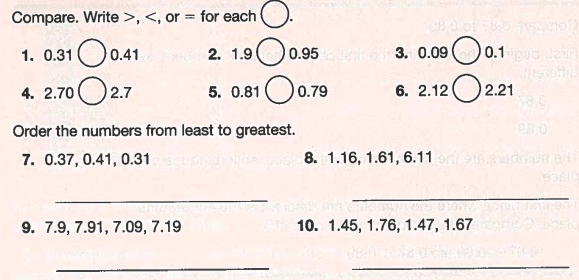 Compare. Write >, <, or = for each ◯.
1. 0.31 ◯ 0.41 2. 1.9 ◯ 0.95 3. 0.09 ◯ 0.1
4. 2.70 ◯ 2.7 5. 0.81 ◯ 0.79 6. 2.12 ◯ 2.21
Order the numbers from least to greatest.
7. 0.37, 0.41, 0.31 8. 1.16, 1.61, 6.11
9. 7.9, 7.91, 7.09, 7.19 10. 1.45, 1.76, 1.47, 1.67